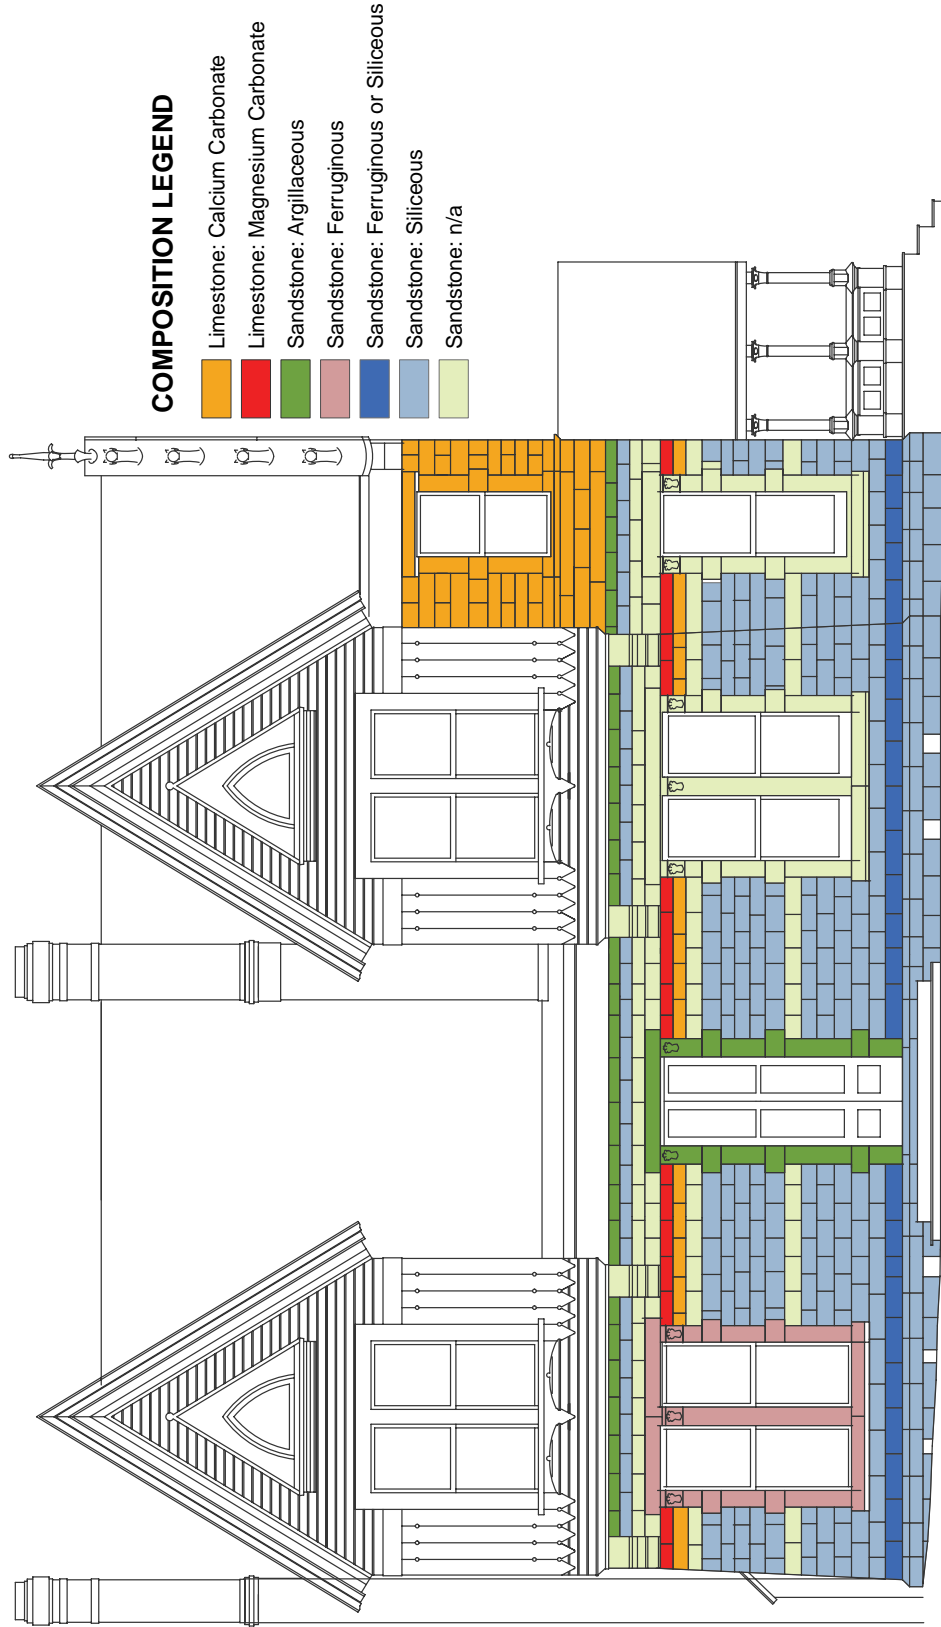 COMPOSITION LEGEND
Limestone: Calcium Carbonate
Limestone: Magnesium Carbonate
Sandstone: Argillaceous
Sandstone: Ferruginous
Sandstone: Ferruginous or Siliceous
Sandstone: Siliceous
Sandstone: n/a